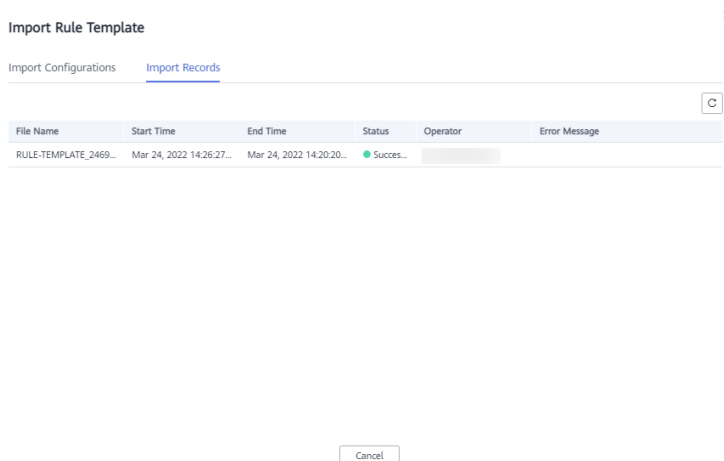 Import Rule Template
Import Configurations Import Records
File Name Start Time End Time Status Operator Error Message
RULE-TEMPLATE_2469... Mar 24, 2022 14:26:27... Mar 24, 2022 14:20:20... Succes...
Cancel